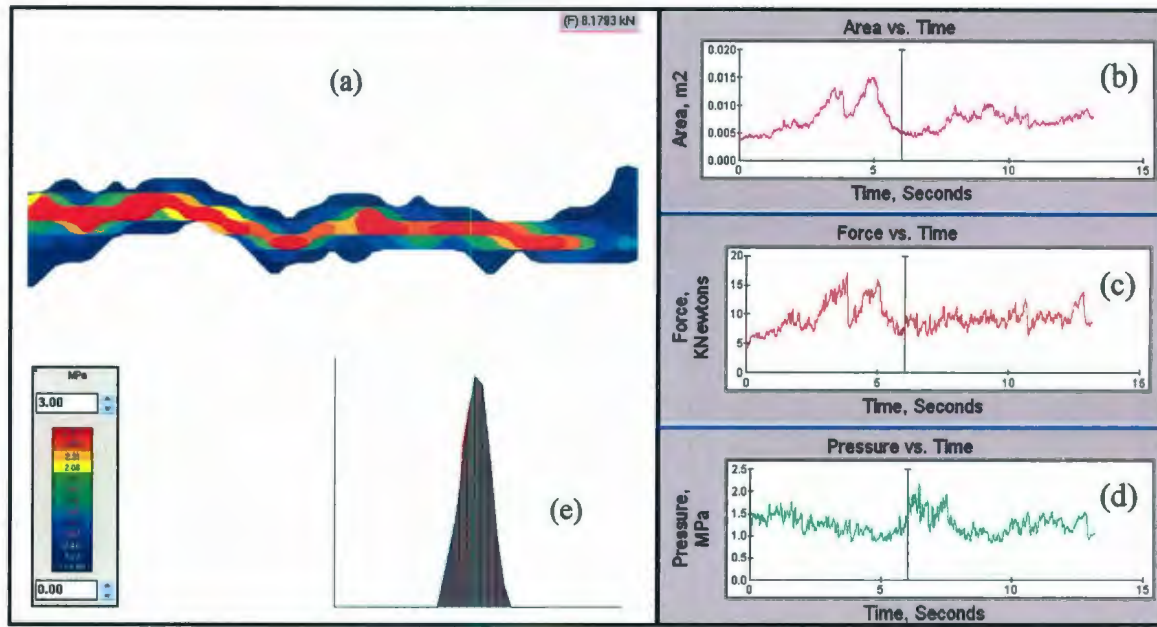 (F) 8.1793 kN
(a)
MPa
3.00
2.31
2.08
0.00
(e)
Area vs. Time
(b)
Area, m2
0.020
0.015
0.010
0.005
0.000
0 5 10 15
Time, Seconds
Force vs. Time
(c)
Force,
KNewtons
20
15
10
5
0
0 5 10 15
Time, Seconds
Pressure vs. Time
(d)
Pressure,
MPa
2.5
2.0
1.5
1.0
0.5
0.0
0 5 10 15
Time, Seconds